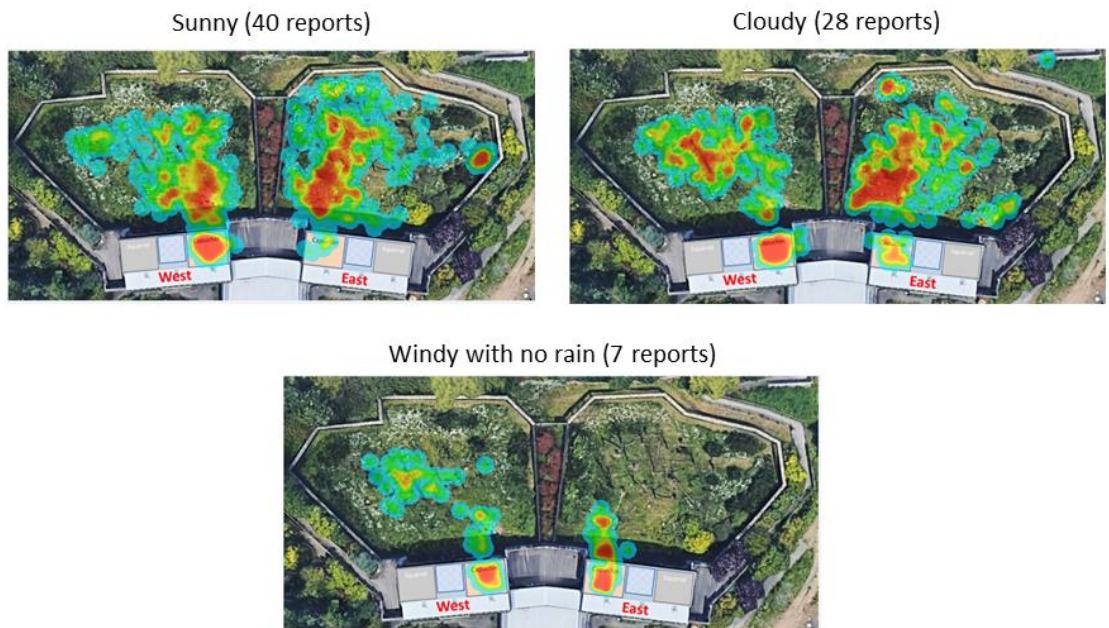 Sunny (40 reports)
Cloudy (28 reports)
West
East
West
East
Windy with no rain (7 reports)
West
East